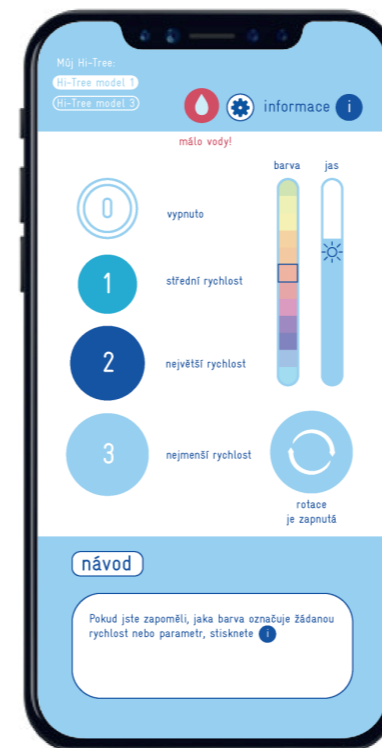 Můj Hi-Tree:
Hi-Tree model 1
Hi-Tree model 3
informace i
málo vody!
barva jas
0 vypnuto
1 střední rychlost
2 největší rychlost
3 nejmenší rychlost
rotace
je zapnutá
návod
Pokud jste zapoměli, jaka barva označuje žádanou
rychlost nebo parametr, stisknete i